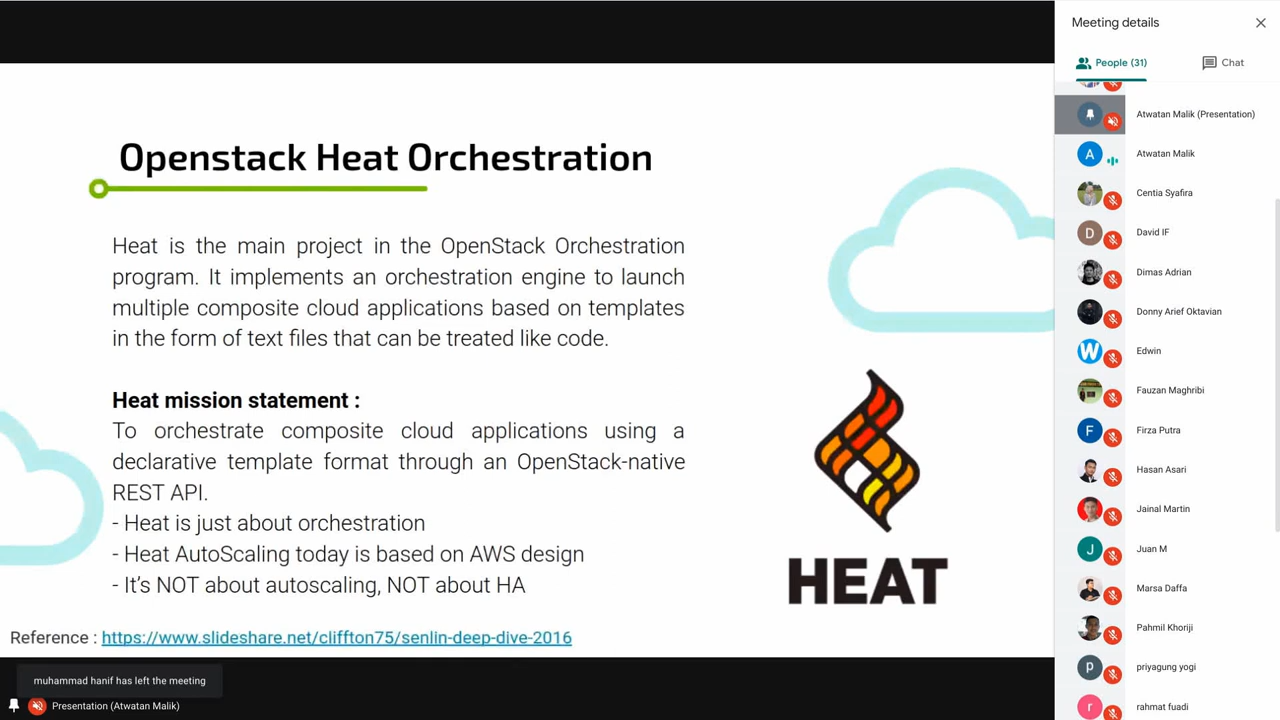 Openstack Heat Orchestration
Heat is the main project in the OpenStack Orchestration
program. It implements an orchestration engine to launch
multiple composite cloud applications based on templates
in the form of text files that can be treated like code.
Heat mission statement :
To orchestrate composite cloud applications using a
declarative template format through an OpenStack-native
REST API.
- Heat is just about orchestration
- Heat AutoScaling today is based on AWS design
- It’s NOT about autoscaling, NOT about HA
Reference : https://www.slideshare.net/cliffton75/senlin-deep-dive-2016
HEAT
muhammad hanif has left the meeting
Presentation (Atwatan Malik)
Meeting details
People (31)
Chat
Atwatan Malik (Presentation)
A
Atwatan Malik
Centia Syafira
D
David IF
Dimas Adrian
Donny Arief Oktavian
W
Edwin
Fauzan Maghribi
F
Firza Putra
Hasan Asari
Jainal Martin
J
Juan M
Marsa Daffa
Pahmil Khoriji
p
priyagung yogi
r
rahmat fuadi